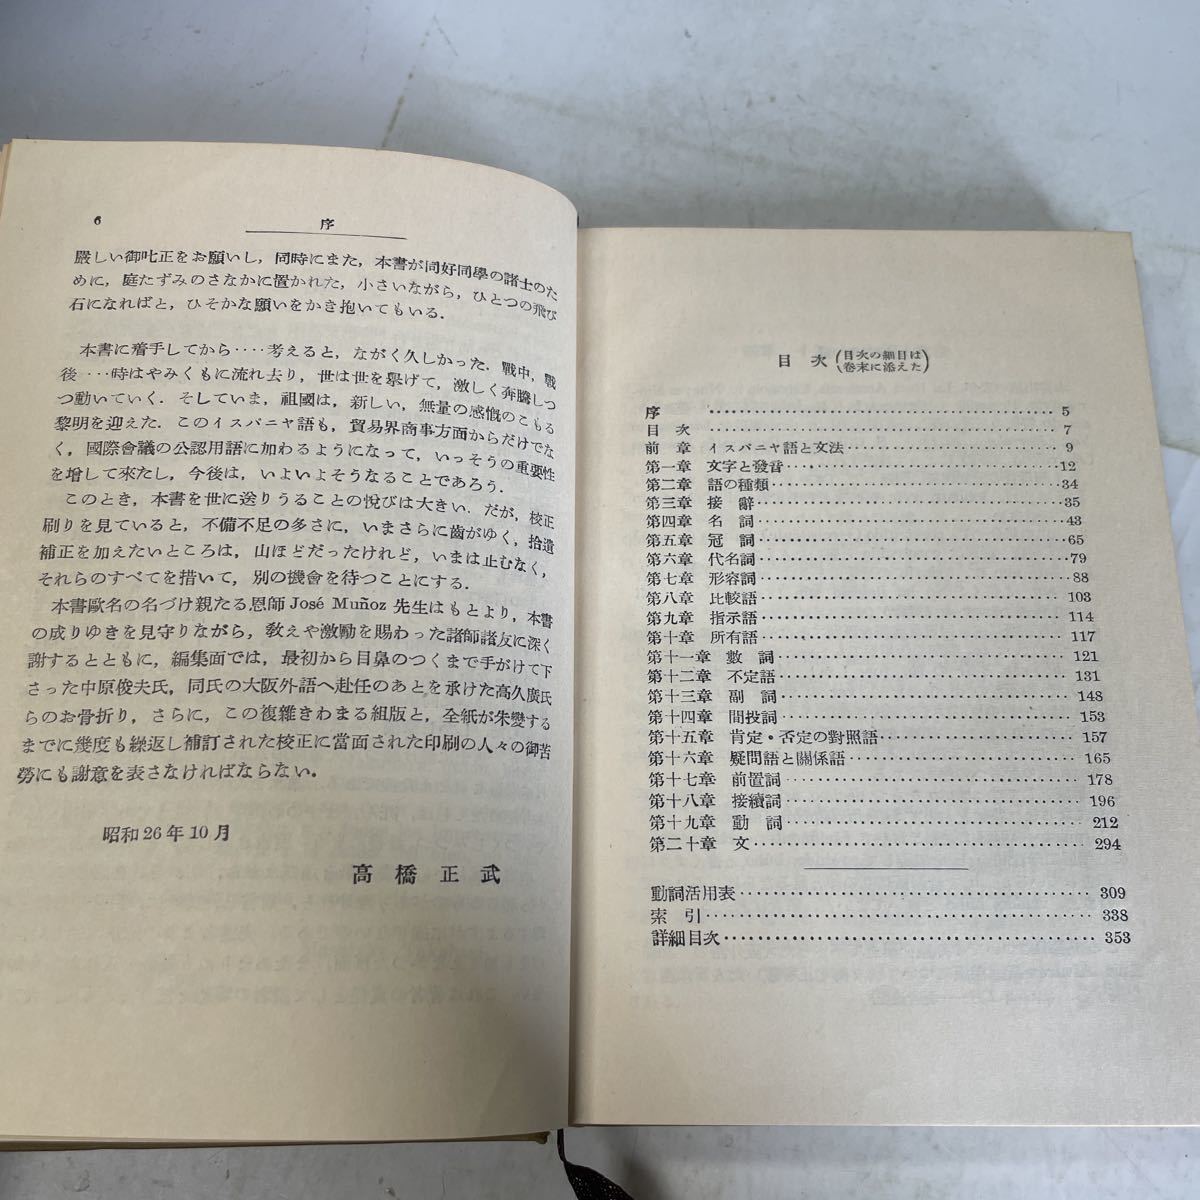 6
序
嚴しい御叱正をお願いし，同時にまた，本書が同好同學の諸士のた
めに，庭たずみのさなかに置かれた，小さいながら，ひとつの飛び
石になればと，ひそかな願いをかき抱いてもいる．
本書に着手してから‥‥考えると，ながく久しかった．戰中，戰
後‥‥時はやみくもに流れ去り，世は世を擧げて，激しく奔騰しつ
つ動いていく．そしていま，祖國は，新しい，無量の感慨のこもる
黎明を迎えた．このイスパニヤ語も，貿易界商事方面からだけでな
く，國際會議の公認用語に加わるようになって，いっそうの重要性
を増して來たし，今後は，いよいよそうなることであろう．
このとき，本書を世に送りうることの悅びは大きい．だが，校正
刷りを見ていると，不備不足の多さに，いまさらに齒がゆく，拾遺
補正を加えたいところは，山ほどだったけれど，いまは止むなく，
それらのすべてを措いて，別の機會を待つことにする．
本書歐名の名づけ親たる恩師 José Muñoz 先生はもとより，本書
の成りゆきを見守りながら，敎えや激勵を賜わった諸師諸友に深く
謝するとともに，編集面では，最初から目鼻のつくまで手がけて下
さった中原俊夫氏，同氏の大阪外語へ赴任のあとを承けた高久廣氏
らのお骨折り，さらに，この複雜きわまる組版と，全紙が朱變する
までに幾度も繰返し補訂された校正に當面された印刷の人々の御苦
勞にも謝意を表さなければならない．
昭和26年10月
高橋正武
目次（目次の細目は
卷末に添えた）
序 5
目次 7
前章 イスパニヤ語と文法 9
第一章 文字と發音 12
第二章 語の種類 34
第三章 接辭 35
第四章 名詞 43
第五章 冠詞 65
第六章 代名詞 79
第七章 形容詞 88
第八章 比較語 103
第九章 指示語 114
第十章 所有語 117
第十一章 數詞 121
第十二章 不定語 131
第十三章 副詞 148
第十四章 間投詞 153
第十五章 肯定・否定の對照語 157
第十六章 疑問語と關係語 165
第十七章 前置詞 178
第十八章 接續詞 196
第十九章 動詞 212
第二十章 文 294
動詞活用表 309
索引 338
詳細目次 353